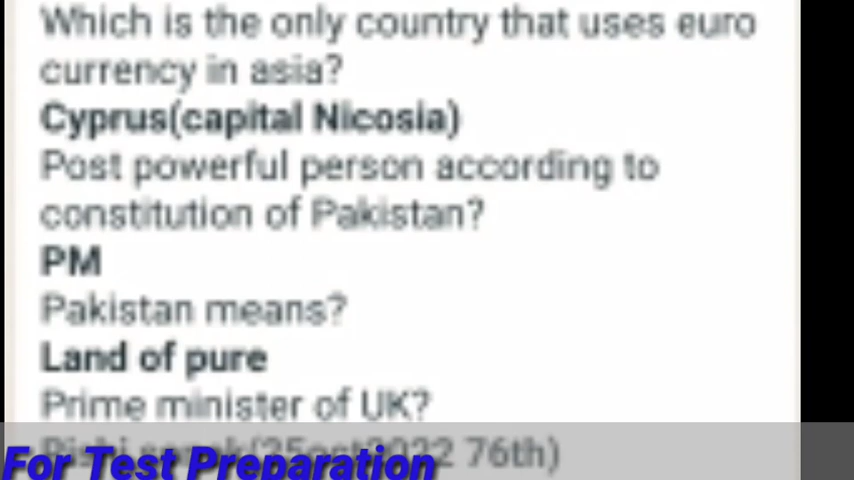 Which is the only country that uses euro
currency in asia?
Cyprus(capital Nicosia)
Post powerful person according to
constitution of Pakistan?
PM
Pakistan means?
Land of pure
Prime minister of UK?
2 76th)
For Test Preparation